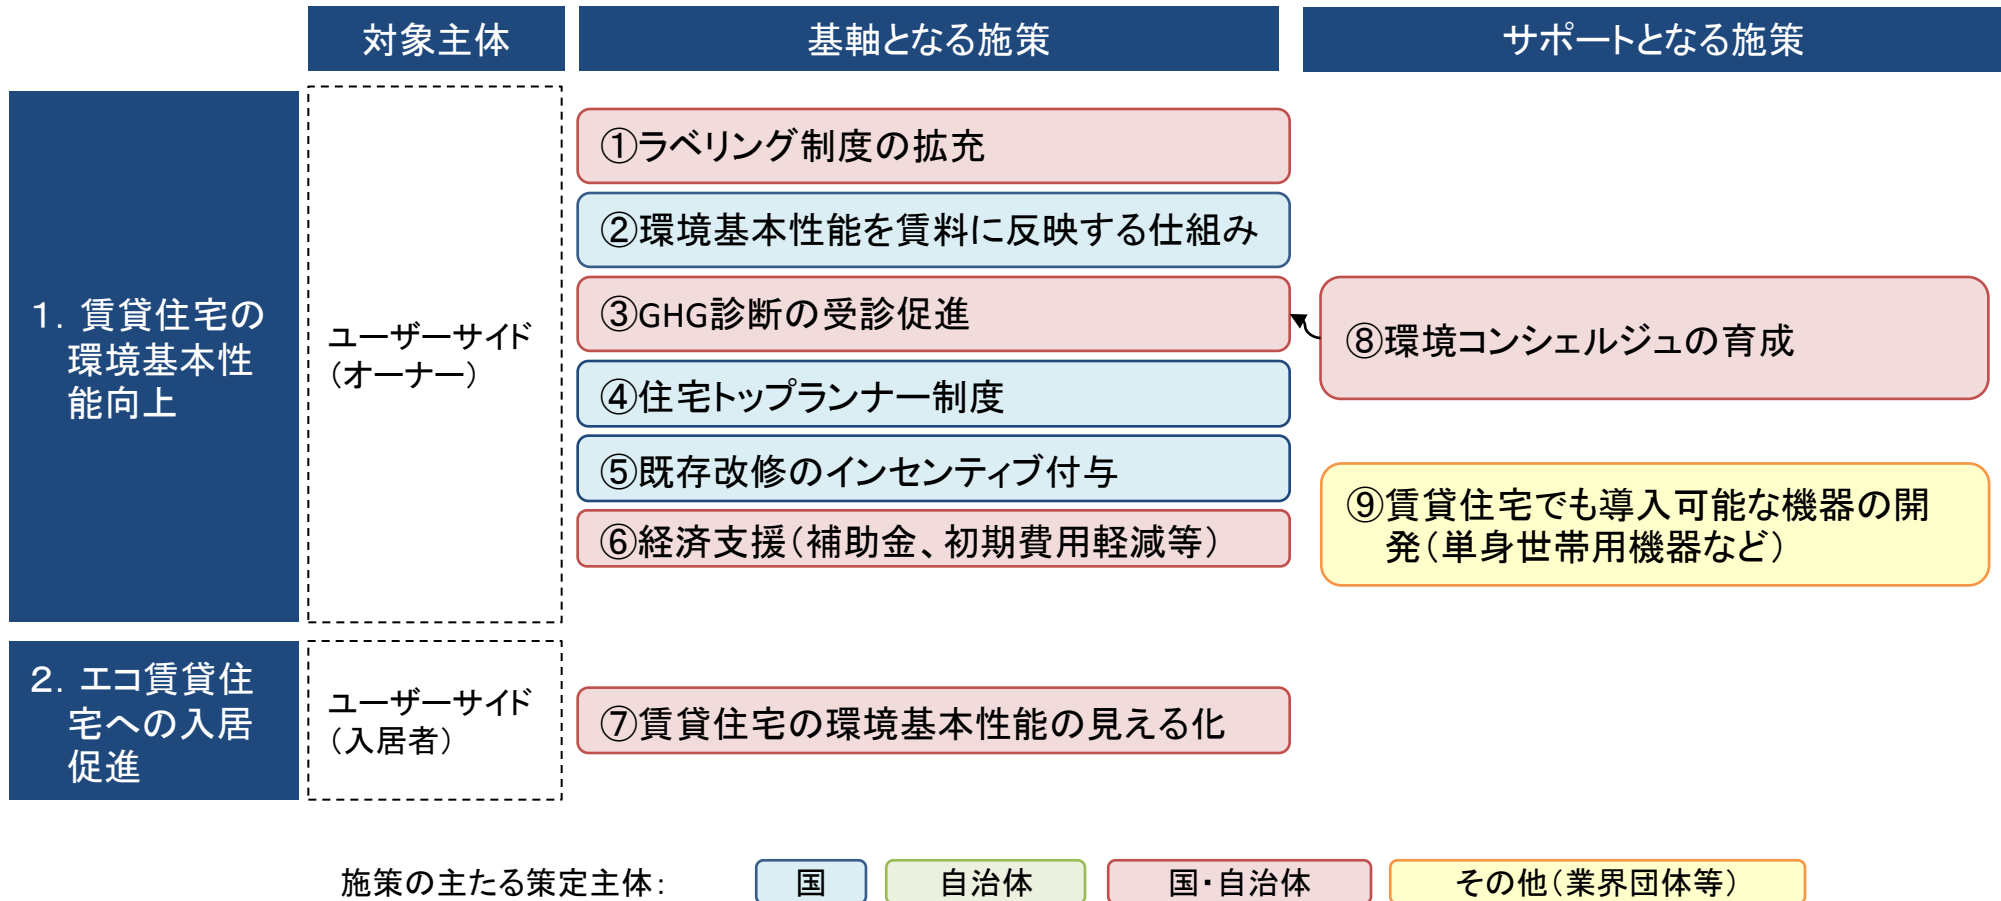 対象主体
基軸となる施策
サポートとなる施策
1．賃貸住宅の
環境基本性
能向上
ユーザーサイド
（オーナー）
①ラベリング制度の拡充
②環境基本性能を賃料に反映する仕組み
③GHG診断の受診促進
④住宅トップランナー制度
⑤既存改修のインセンティブ付与
⑥経済支援（補助金、初期費用軽減等）
⑧環境コンシェルジュの育成
⑨賃貸住宅でも導入可能な機器の開
発（単身世帯用機器など）
2．エコ賃貸住
宅への入居
促進
ユーザーサイド
（入居者）
⑦賃貸住宅の環境基本性能の見える化
施策の主たる策定主体：
国
自治体
国・自治体
その他（業界団体等）